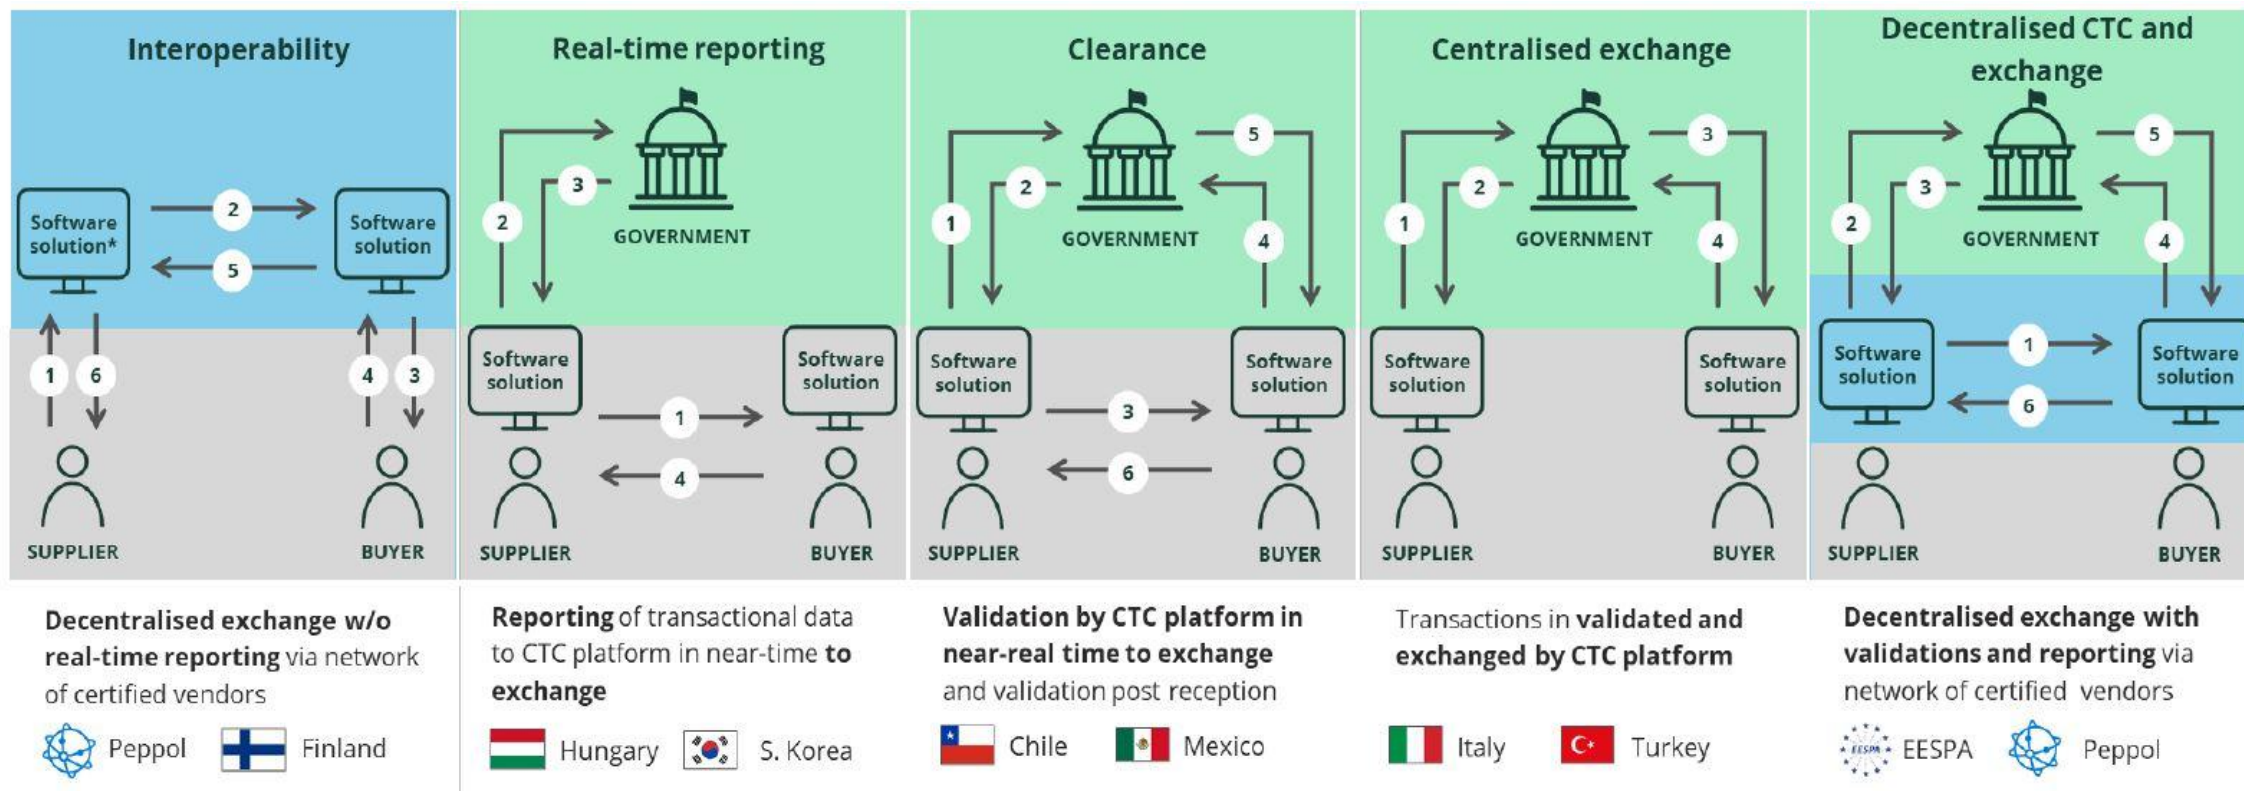 Interoperability
Software
solution*
2
Software
solution
5
1
6
4
3
SUPPLIER
BUYER
Decentralised exchange w/o
real-time reporting via network
of certified vendors
Peppol
Finland
Real-time reporting
3
2
GOVERNMENT
Software
solution
Software
solution
1
4
SUPPLIER
BUYER
Reporting of transactional data
to CTC platform in near-time to
exchange
Hungary
S. Korea
Clearance
5
2
1
4
GOVERNMENT
Software
solution
Software
solution
3
6
SUPPLIER
BUYER
Validation by CTC platform in
near-real time to exchange
and validation post reception
Chile
Mexico
Centralised exchange
3
2
1
4
GOVERNMENT
Software
solution
Software
solution
SUPPLIER
BUYER
Transactions in validated and
exchanged by CTC platform
Italy
Turkey
Decentralised CTC and
exchange
5
3
2
4
GOVERNMENT
Software
solution
Software
solution
1
6
SUPPLIER
BUYER
Decentralised exchange with
validations and reporting via
network of certified vendors
EESPA
EESPA
Peppol